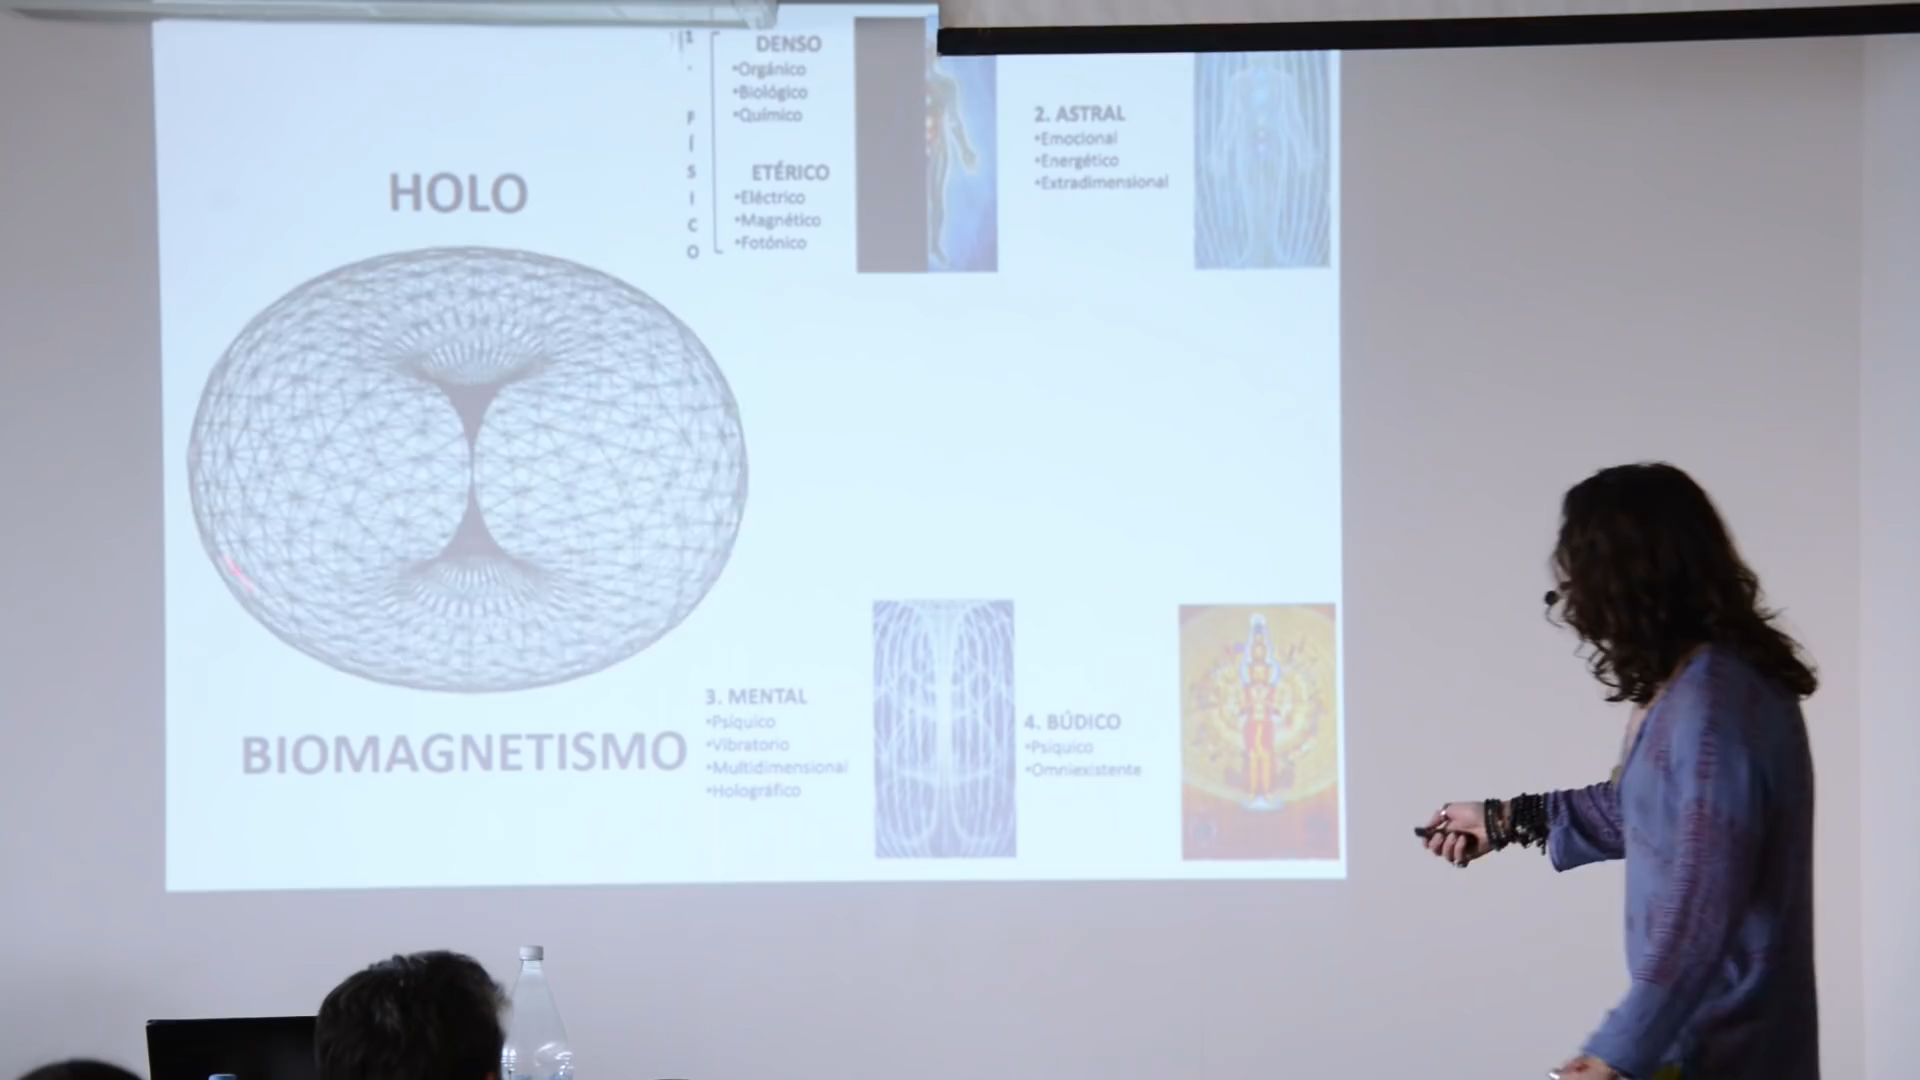 HOLO
BIOMAGNETISMO
1
.
F
Í
S
I
C
O
DENSO
•Orgánico
•Biológico
•Químico
ETÉRICO
•Eléctrico
•Magnético
•Fotónico
2. ASTRAL
•Emocional
•Energético
•Extradimensional
3. MENTAL
•Psíquico
•Vibratorio
•Multidimensional
•Holográfico
4. BÚDICO
•Psíquico
•Omniexistente